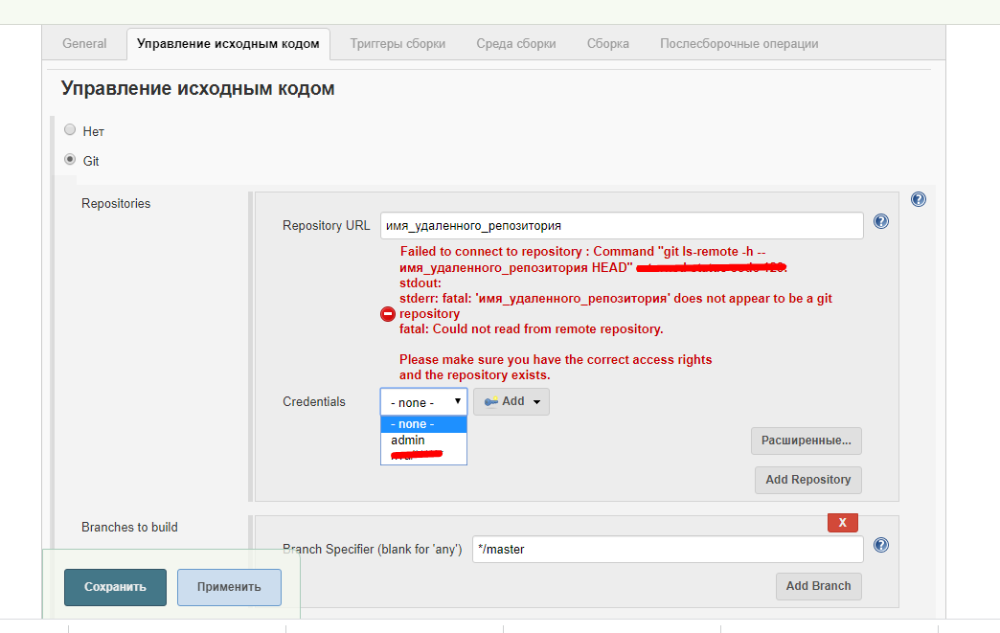 General Управление исходным кодом Триггеры сборки Среда сборки Сборка Послесборочные операции
Управление исходным кодом
Нет
Git
Repositories
Repository URL имя_удаленного_репозитория
Failed to connect to repository : Command "git ls-remote -h --
имя_удаленного_репозитория HEAD"
stdout:
stderr: fatal: 'имя_удаленного_репозитория' does not appear to be a git
repository
fatal: Could not read from remote repository.
Please make sure you have the correct access rights
and the repository exists.
Credentials - none - Add
- none -
admin
Расширенные...
Add Repository
Branches to build
X
Branch Specifier (blank for 'any') */master
Сохранить Применить
Add Branch